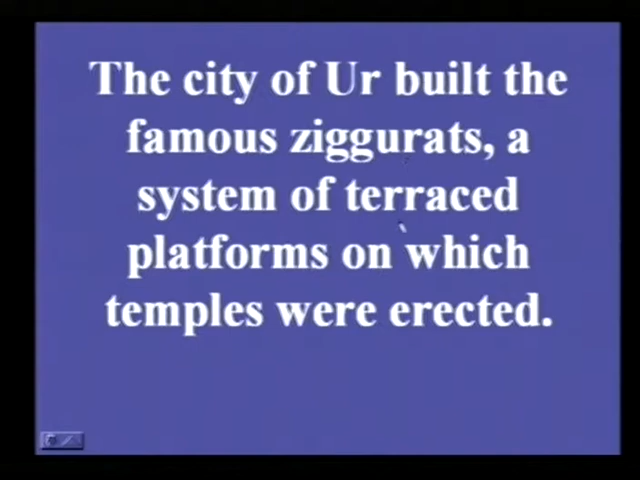 The city of Ur built the
famous ziggurats, a
system of terraced
platforms on which
temples were erected.